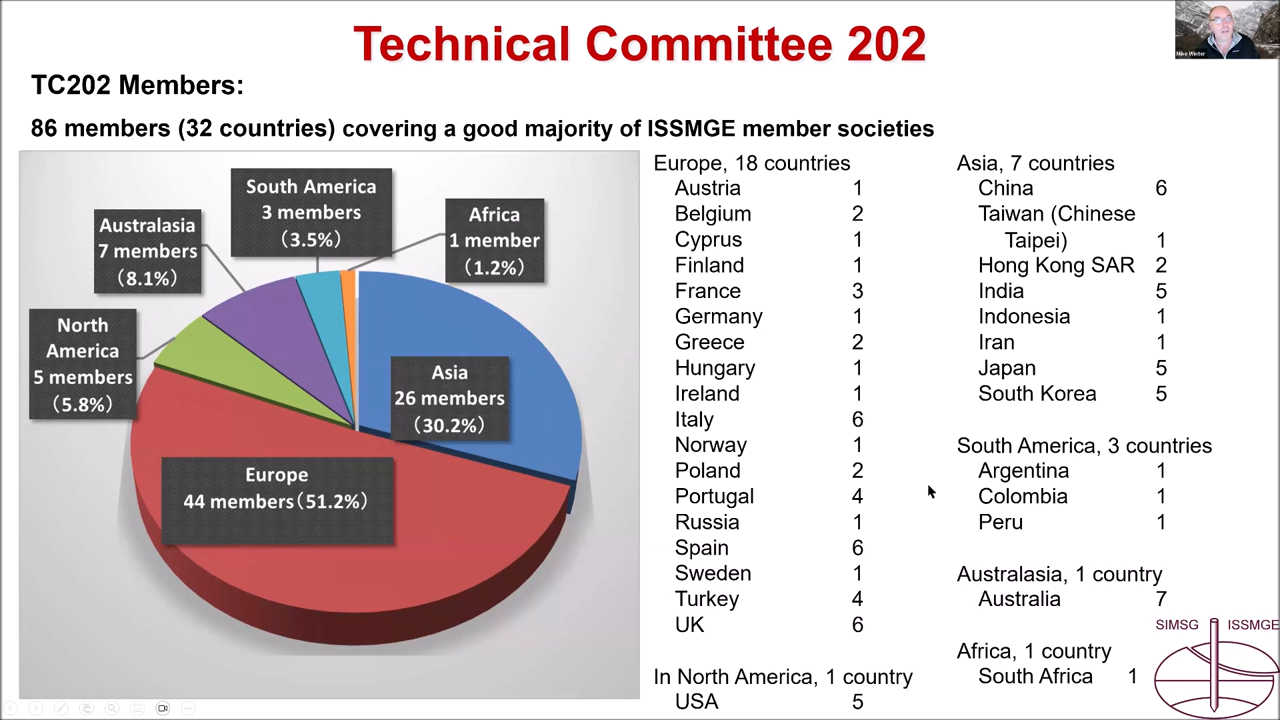 Technical Committee 202
Mike Winter
TC202 Members:
86 members (32 countries) covering a good majority of ISSMGE member societies
South America
3 members
(3.5%)
Africa
1 member
(1.2%)
Australasia
7 members
(8.1%)
North
America
5 members
(5.8%)
Asia
26 members
(30.2%)
Europe
44 members(51.2%)
Europe, 18 countries
Austria 1
Belgium 2
Cyprus 1
Finland 1
France 3
Germany 1
Greece 2
Hungary 1
Ireland 1
Italy 6
Norway 1
Poland 2
Portugal 4
Russia 1
Spain 6
Sweden 1
Turkey 4
UK 6
In North America, 1 country
USA 5
Asia, 7 countries
China 6
Taiwan (Chinese
Taipei) 1
Hong Kong SAR 2
India 5
Indonesia 1
Iran 1
Japan 5
South Korea 5
South America, 3 countries
Argentina 1
Colombia 1
Peru 1
Australasia, 1 country
Australia 7
Africa, 1 country
South Africa 1
SIMSG ISSMGE